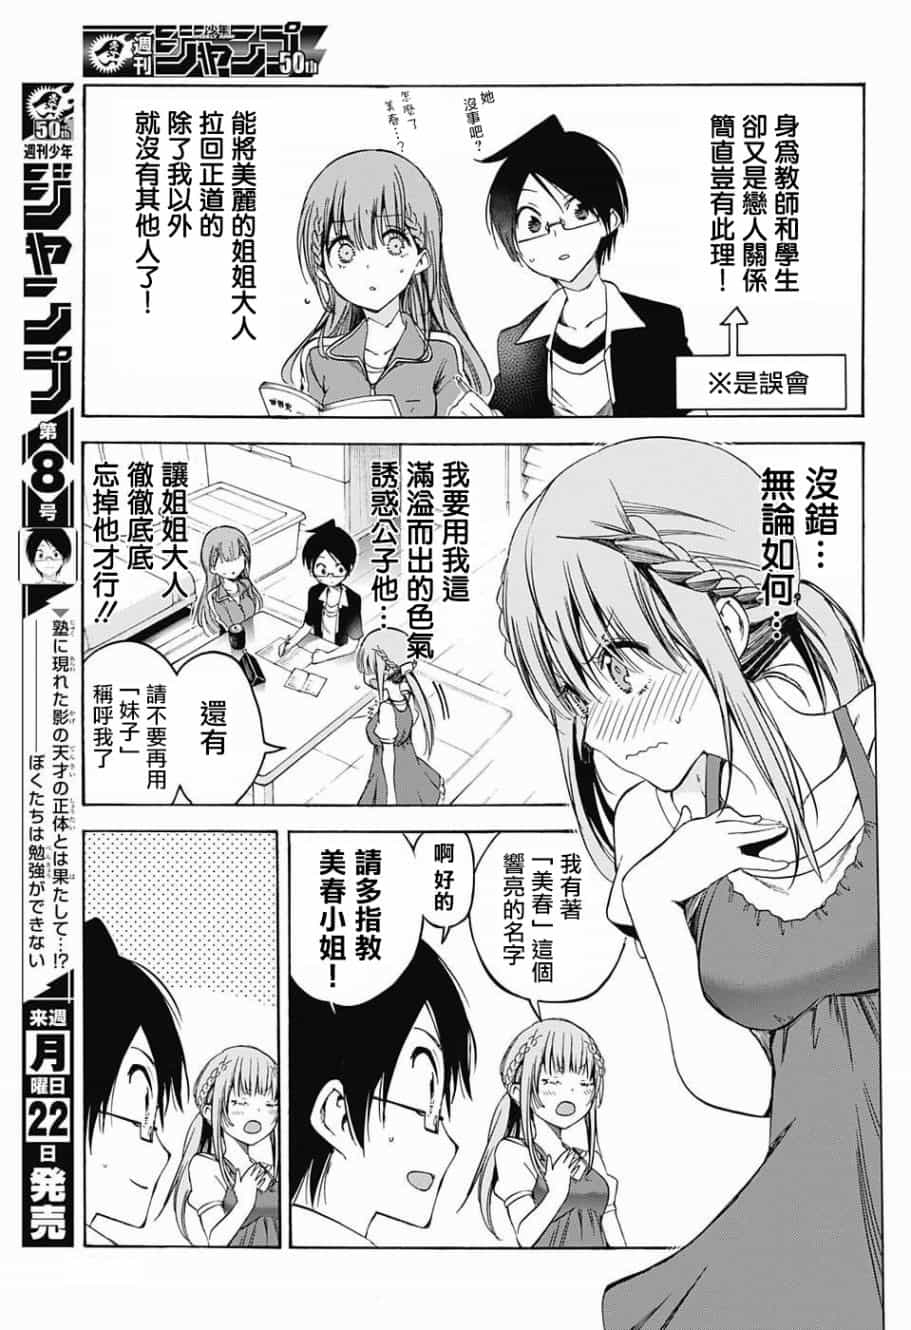 週刊
少年
ジャンプ
50th
身為教師和學生
卻又是戀人關係
簡直豈有此理！
※是誤會
她
沒事吧？
怎麼了
美春…？
能將美麗的姐姐大人
拉回正道的
除了我以外
就沒有其他人了！
沒錯…
無論如何…
我要用我這
滿溢而出的色氣
誘惑公子他…
讓姐姐大人
徹徹底底
忘掉他才行！！
還有
請不要再用
「妹子」
稱呼我了
我有著
「美春」這個
響亮的名字
啊 好的
請多指教
美春小姐！
50th
週刊少年
ジャンプ
第
8
号
▼塾に現れた影の天才の正体とは果たして…!?
ぼくたちは勉強ができない
来週
月
曜日
22
日
発売